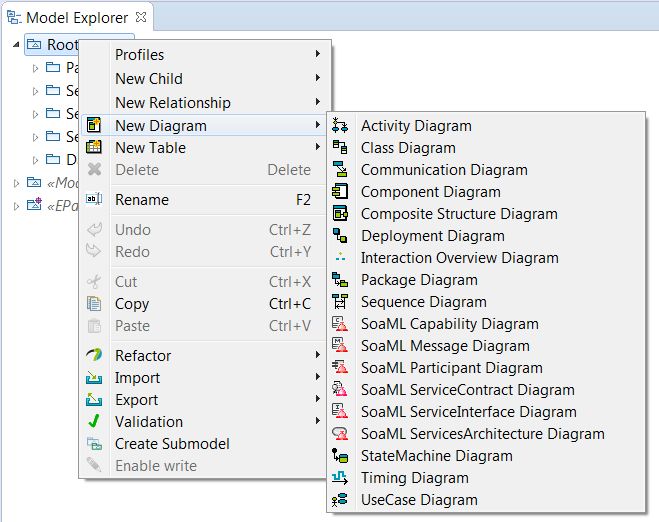 Model Explorer
Root
Profiles
New Child
New Relationship
New Diagram
New Table
Delete Delete
Rename F2
Undo Ctrl+Z
Redo Ctrl+Y
Cut Ctrl+X
Copy Ctrl+C
Paste Ctrl+V
Refactor
Import
Export
Validation
Create Submodel
Enable write
Pa
Se
Se
Se
D
«Mod
«EPa
Activity Diagram
Class Diagram
Communication Diagram
Component Diagram
Composite Structure Diagram
Deployment Diagram
Interaction Overview Diagram
Package Diagram
Sequence Diagram
SoaML Capability Diagram
SoaML Message Diagram
SoaML Participant Diagram
SoaML ServiceContract Diagram
SoaML ServiceInterface Diagram
SoaML ServicesArchitecture Diagram
StateMachine Diagram
Timing Diagram
UseCase Diagram